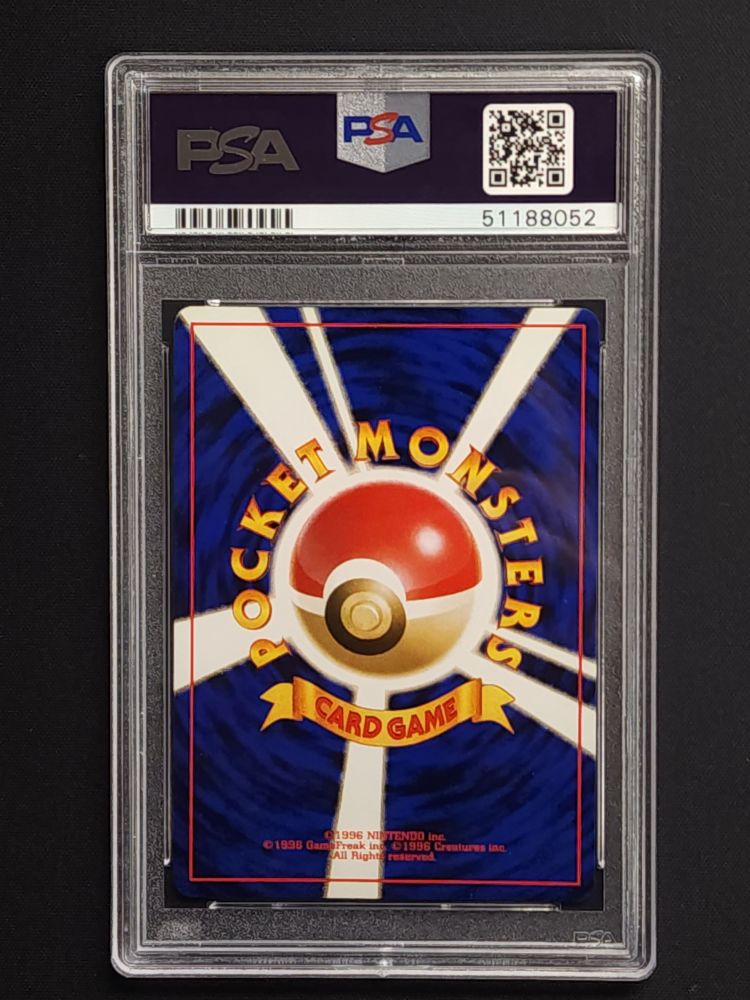 PSA
PSA
51188052
POCKET MONSTERS
CARD GAME
©1996 NINTENDO inc.
©1996 GameFreak inc. ©1996 Creatures inc.
All Rights reserved.
PSA